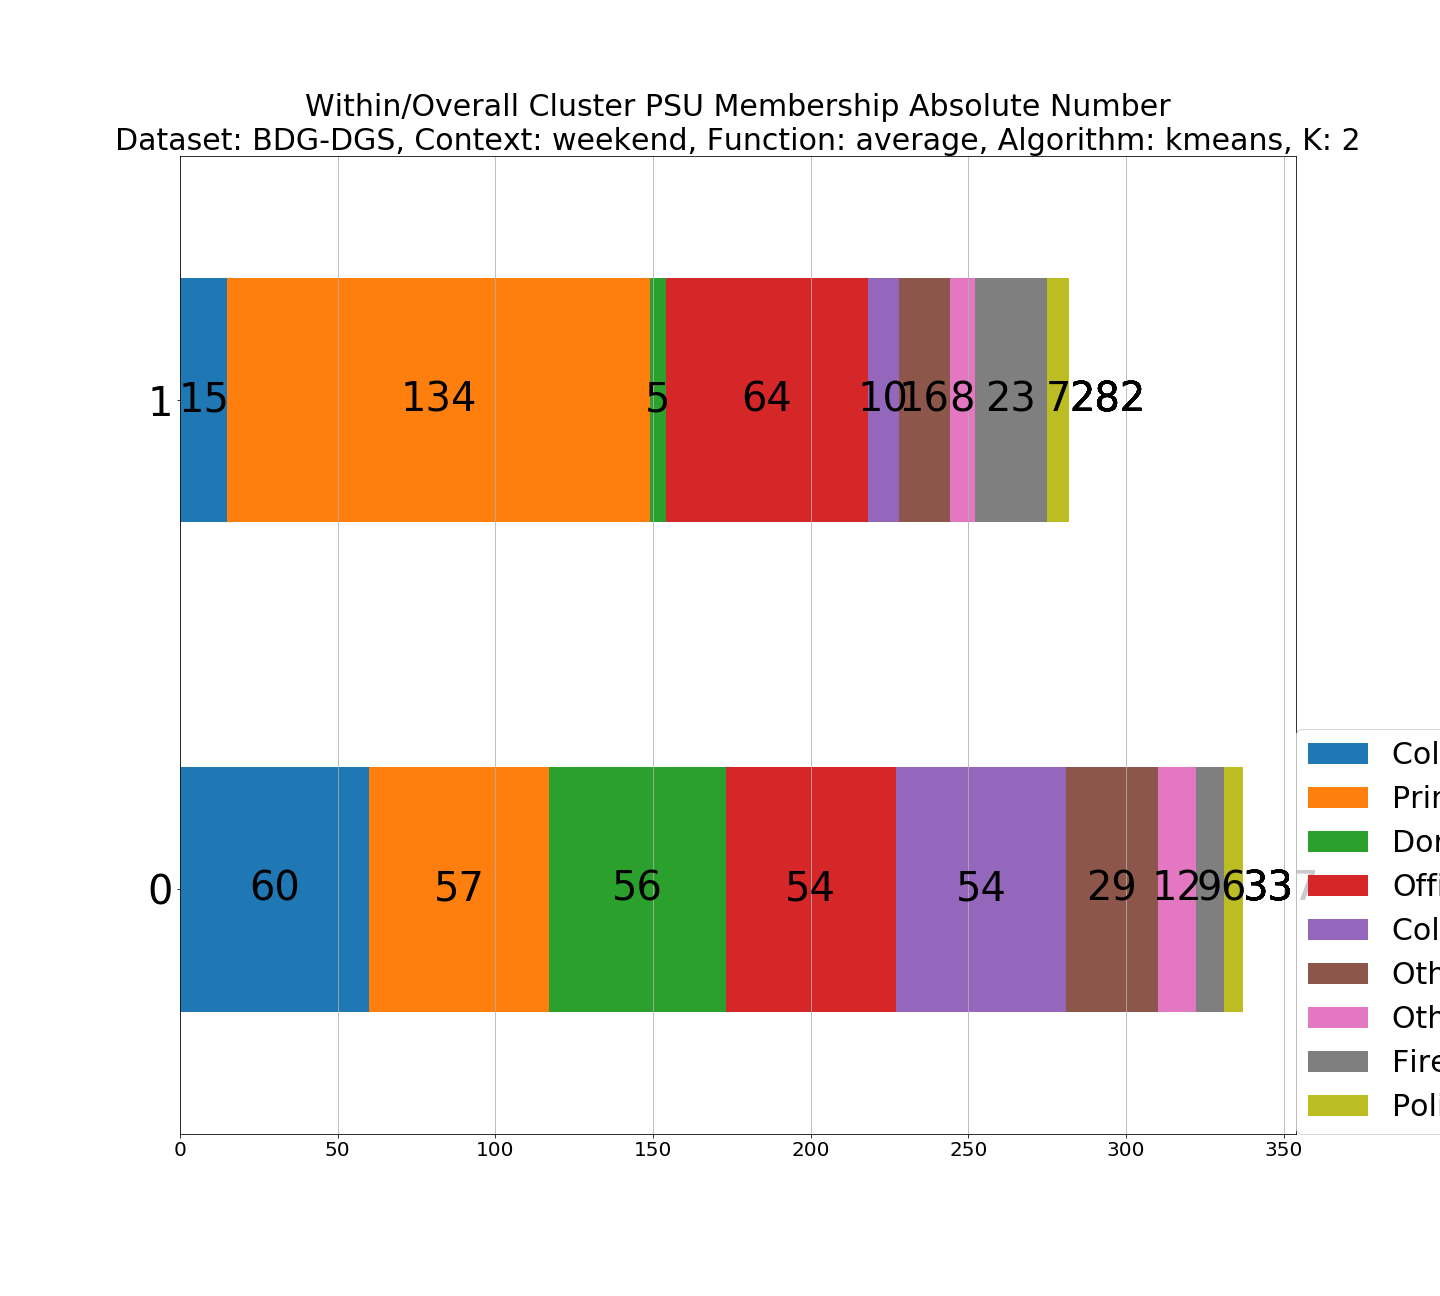 Within/Overall Cluster PSU Membership Absolute Number
Dataset: BDG-DGS, Context: weekend, Function: average, Algorithm: kmeans, K: 2
1 15 134 5 64 10 16 8 23 7 282
0 60 57 56 54 54 29 12 9 6 337
0 50 100 150 200 250 300 350